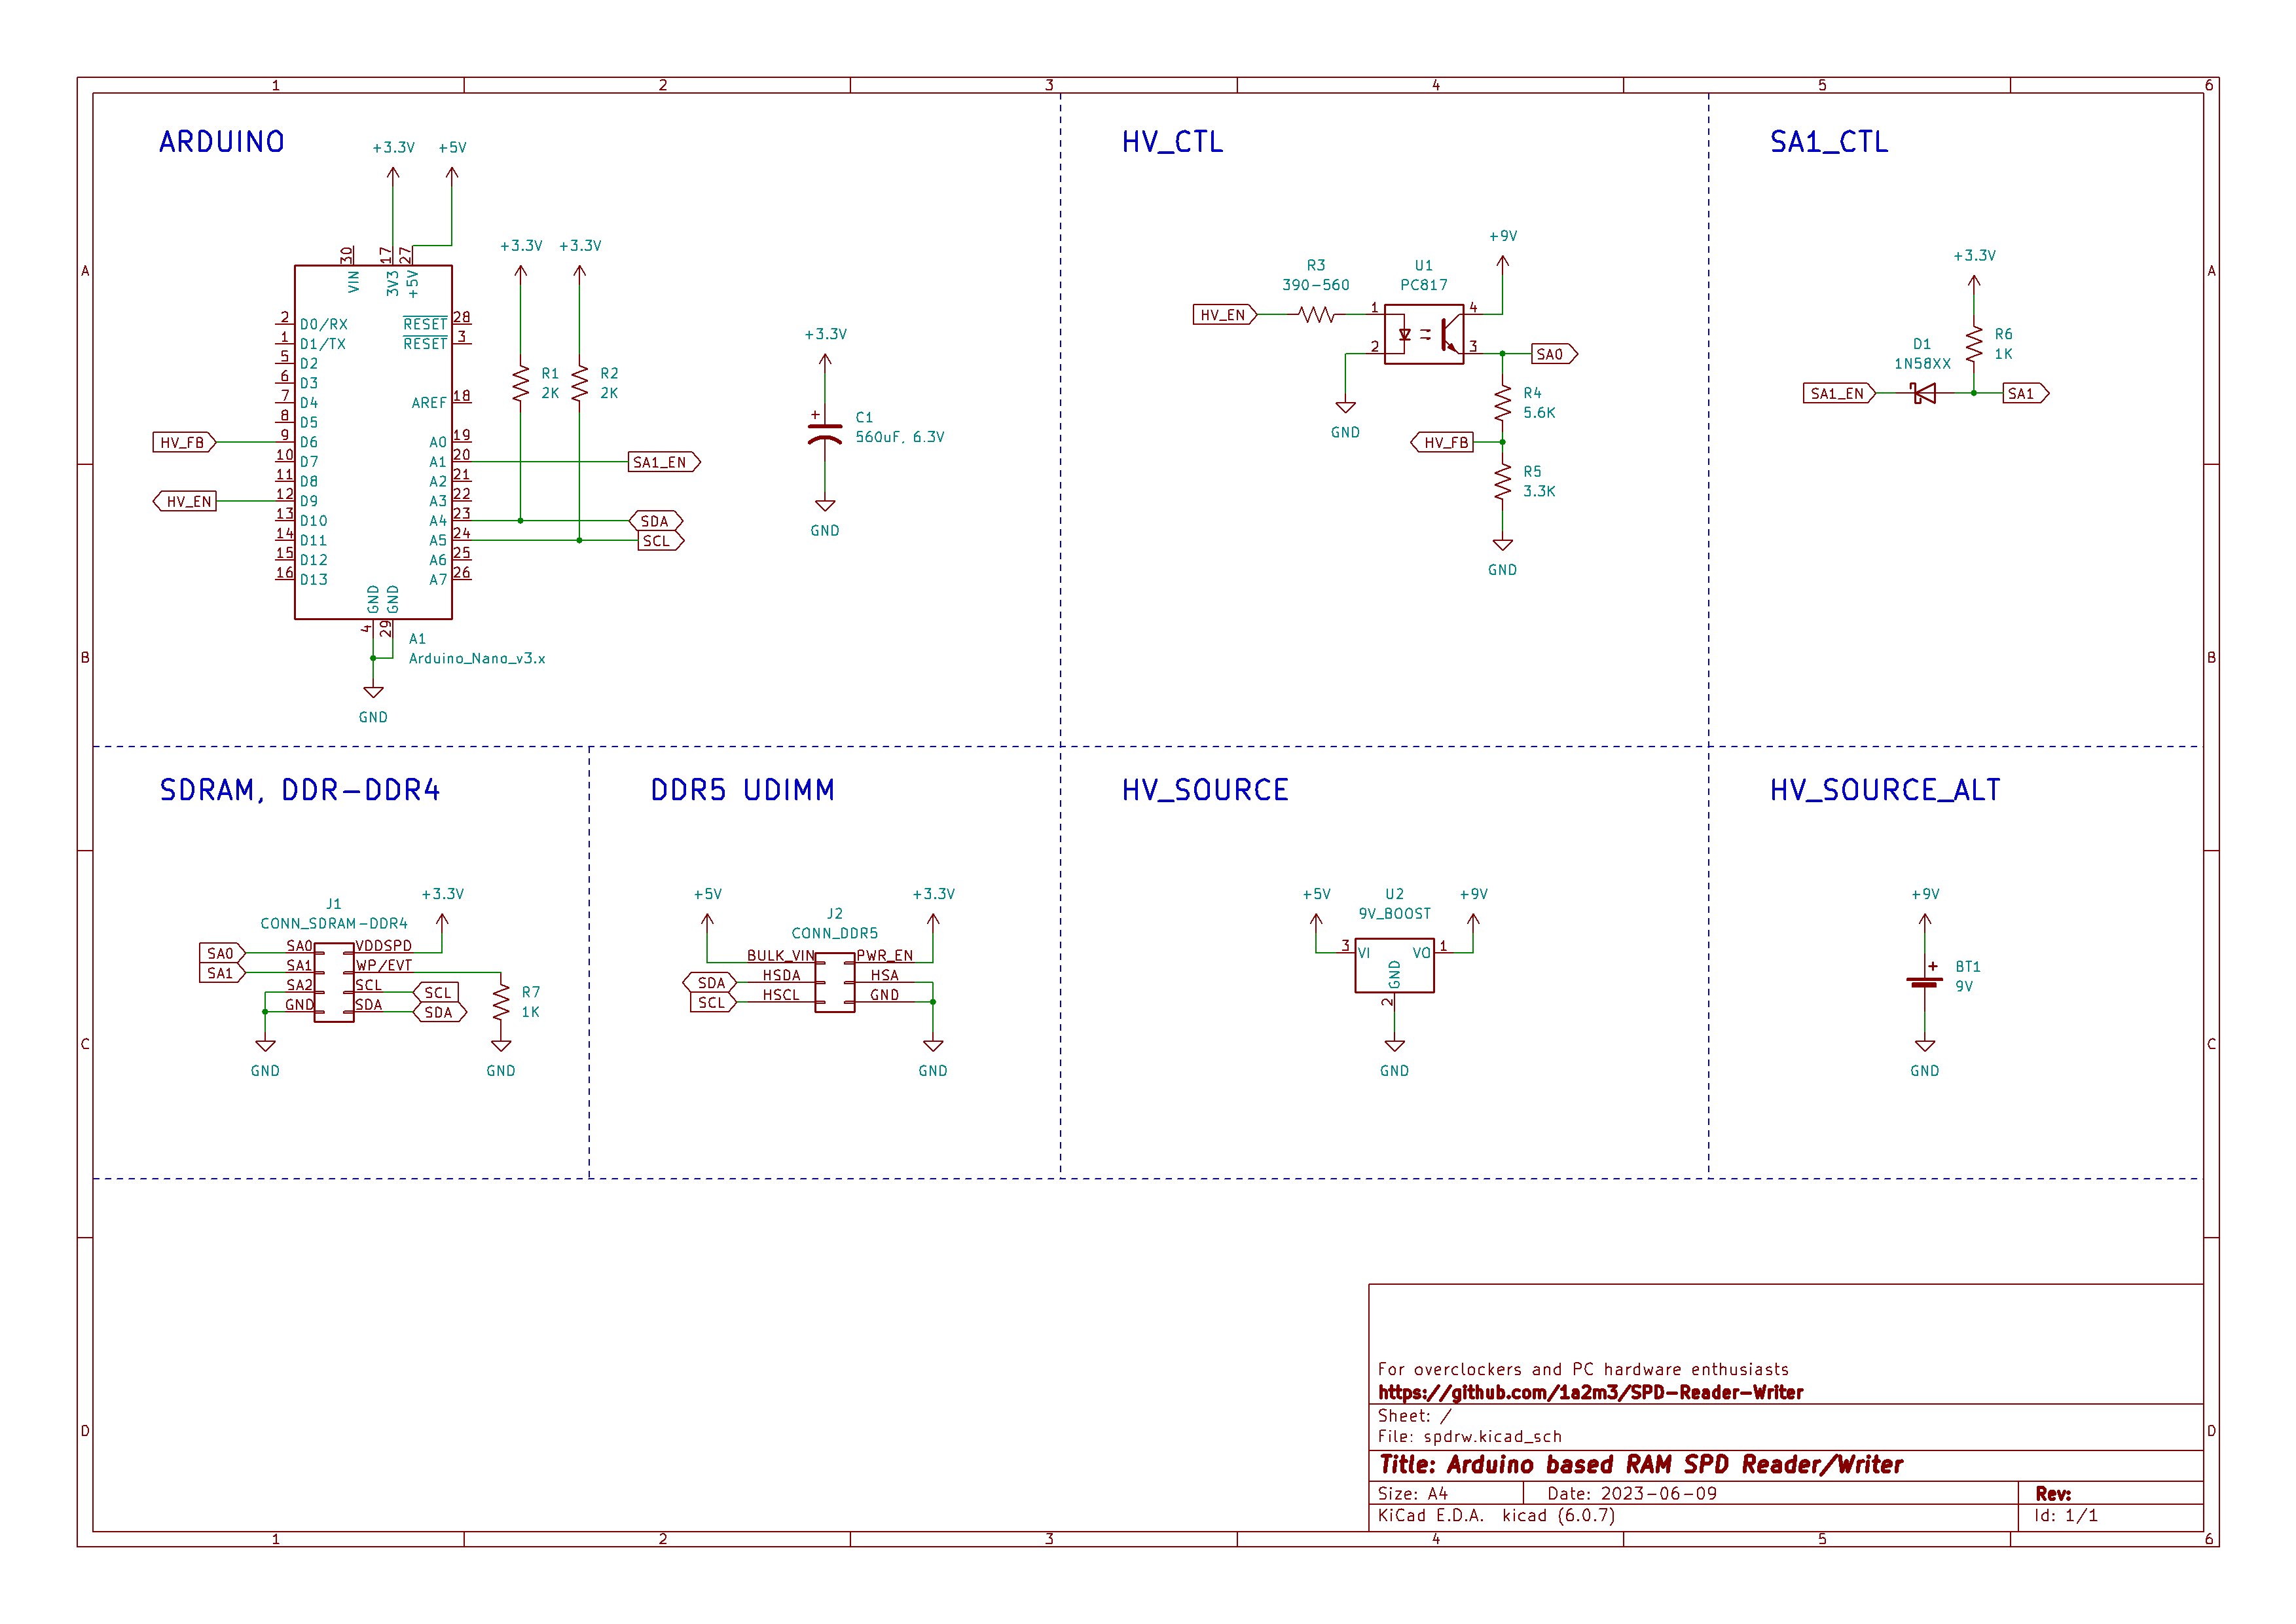 1 2 3 4 5 6
A
B
C
D
ARDUINO
+3.3V +5V
30 17 27
VIN 3V3 +5V
2 D0/RX
1 D1/TX
5 D2
6 D3
7 D4
8 D5
9 D6
10 D7
11 D8
12 D9
13 D10
14 D11
15 D12
16 D13
RESET 28
RESET 3
AREF 18
A0 19
A1 20
A2 21
A3 22
A4 23
A5 24
A6 25
A7 26
GND GND
4 29
A1
Arduino_Nano_v3.x
GND
HV_FB
HV_EN
+3.3V +3.3V
R1
2K
R2
2K
SA1_EN
SDA
SCL
+3.3V
+
C1
560uF, 6.3V
GND
HV_CTL
HV_EN
R3
390-560
U1
PC817
1
2
4
3
+9V
GND
SA0
R4
5.6K
HV_FB
R5
3.3K
GND
SA1_CTL
+3.3V
R6
1K
D1
1N58XX
SA1_EN
SA1
SDRAM, DDR-DDR4
J1
CONN_SDRAM-DDR4
+3.3V
SA0 SA0 VDDSPD
SA1 SA1 WP/EVT
SA2 SCL SCL
GND SDA SDA
R7
1K
GND
GND
DDR5 UDIMM
+5V
J2
CONN_DDR5
+3.3V
BULK_VIN PWR_EN
SDA HSDA HSA
SCL HSCL GND
GND
HV_SOURCE
+5V
U2
9V_BOOST
+9V
3 VI VO 1
GND
2
GND
HV_SOURCE_ALT
+9V
+
BT1
9V
GND
For overclockers and PC hardware enthusiasts
https://github.com/1a2m3/SPD-Reader-Writer
Sheet: /
File: spdrw.kicad_sch
Title: Arduino based RAM SPD Reader/Writer
Size: A4 Date: 2023-06-09 Rev:
KiCad E.D.A. kicad (6.0.7) Id: 1/1
A
B
C
D
1 2 3 4 5 6